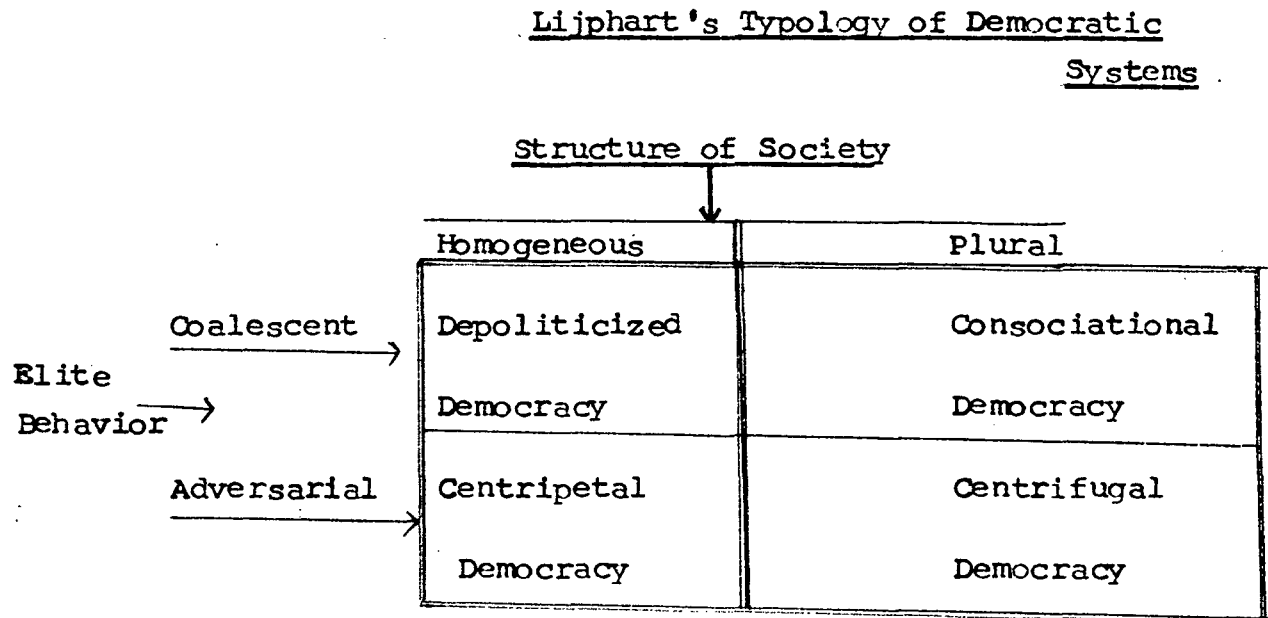 Lijphart's Typology of Democratic
Systems
Structure of Society
Homogeneous Plural
Coalescent Depoliticized Consociational
Elite
Behavior Democracy Democracy
Adversarial Centripetal Centrifugal
Democracy Democracy